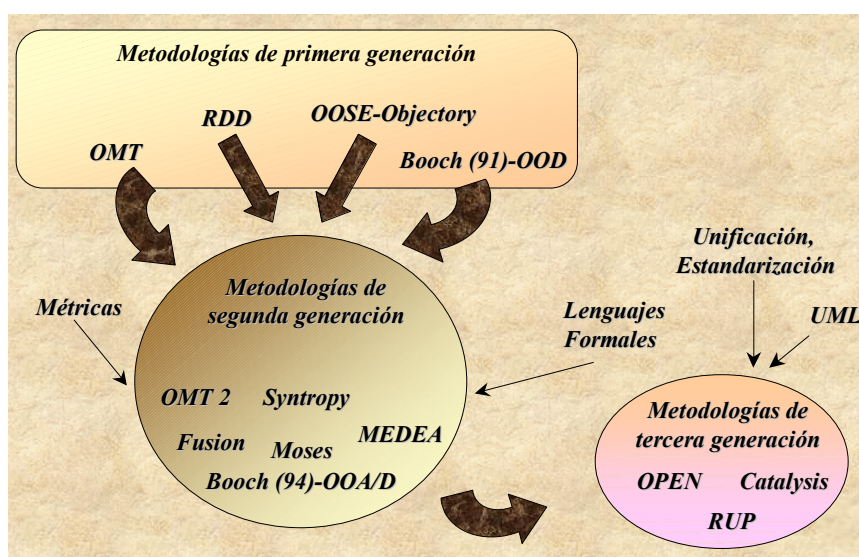 Metodologías de primera generación
RDD
OOSE-Objectory
OMT
Booch (91)-OOD
Unificación,
Estandarización
Metodologías de
segunda generación
Métricas
Lenguajes
Formales
UML
OMT 2
Syntropy
Fusion
Moses
MEDEA
Booch (94)-OOA/D
Metodologías de
tercera generación
OPEN
Catalysis
RUP